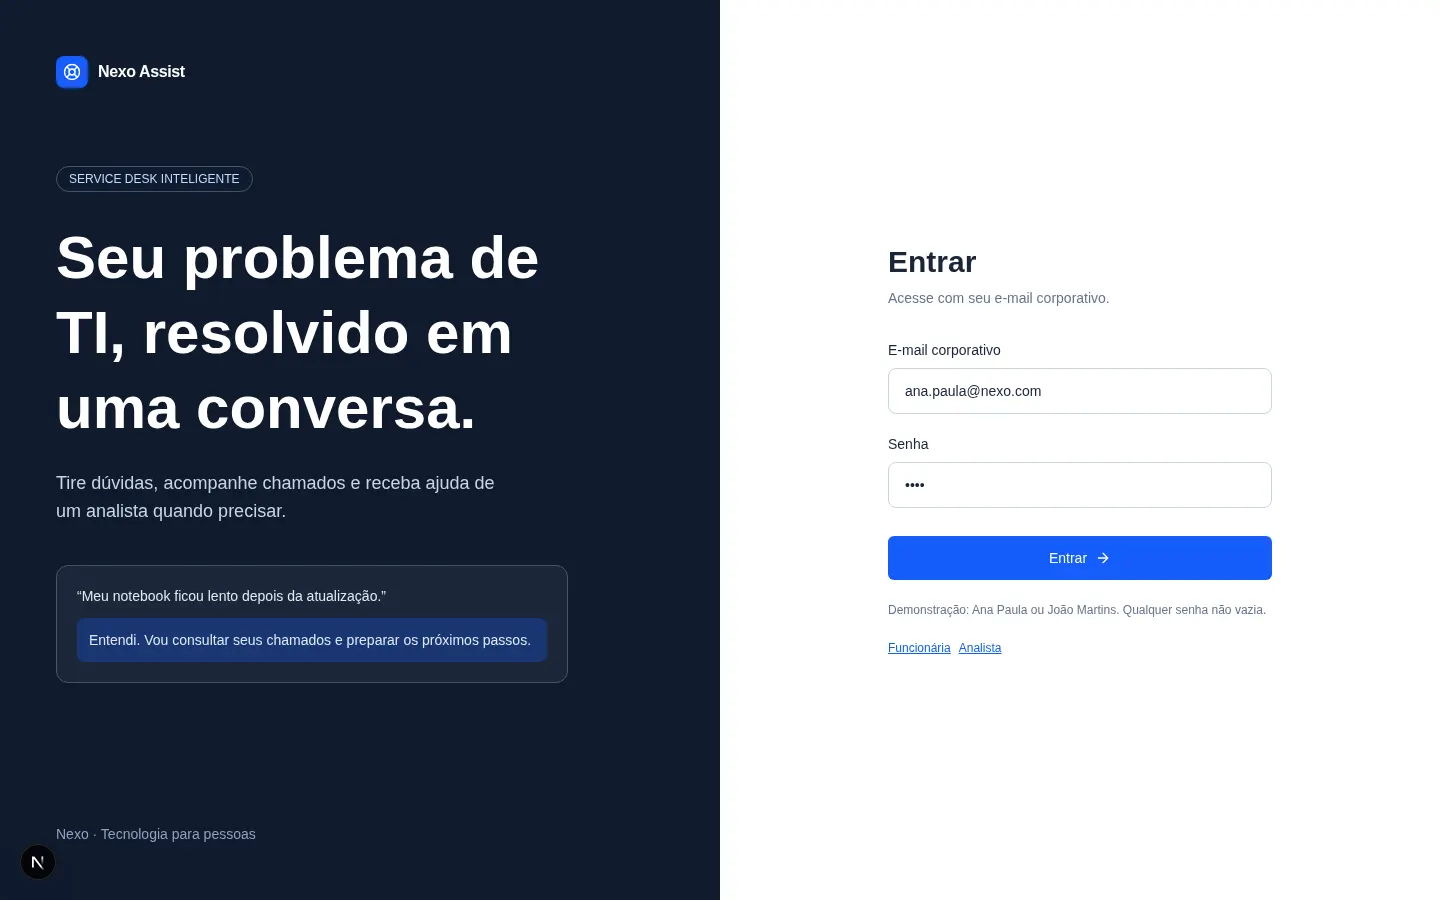 Nexo Assist
SERVICE DESK INTELIGENTE
Seu problema de
TI, resolvido em
uma conversa.
Tire dúvidas, acompanhe chamados e receba ajuda de
um analista quando precisar.
“Meu notebook ficou lento depois da atualização.”
Entendi. Vou consultar seus chamados e preparar os próximos passos.
Nexo · Tecnologia para pessoas
N
Entrar
Acesse com seu e-mail corporativo.
E-mail corporativo
ana.paula@nexo.com
Senha
••••
Entrar →
Demonstração: Ana Paula ou João Martins. Qualquer senha não vazia.
Funcionária Analista